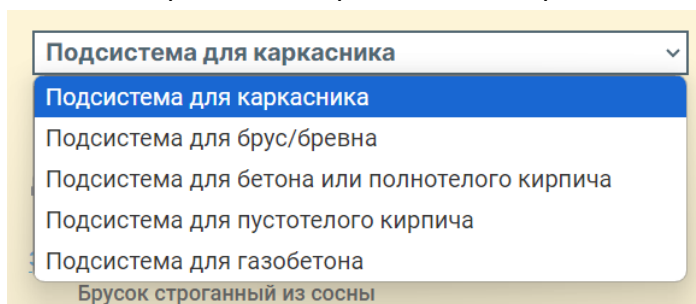 Подсистема для каркасника
Подсистема для каркасника
Подсистема для брус/бревна
Подсистема для бетона или полнотелого кирпича
Подсистема для пустотелого кирпича
Подсистема для газобетона
Брусок строганный из сосны